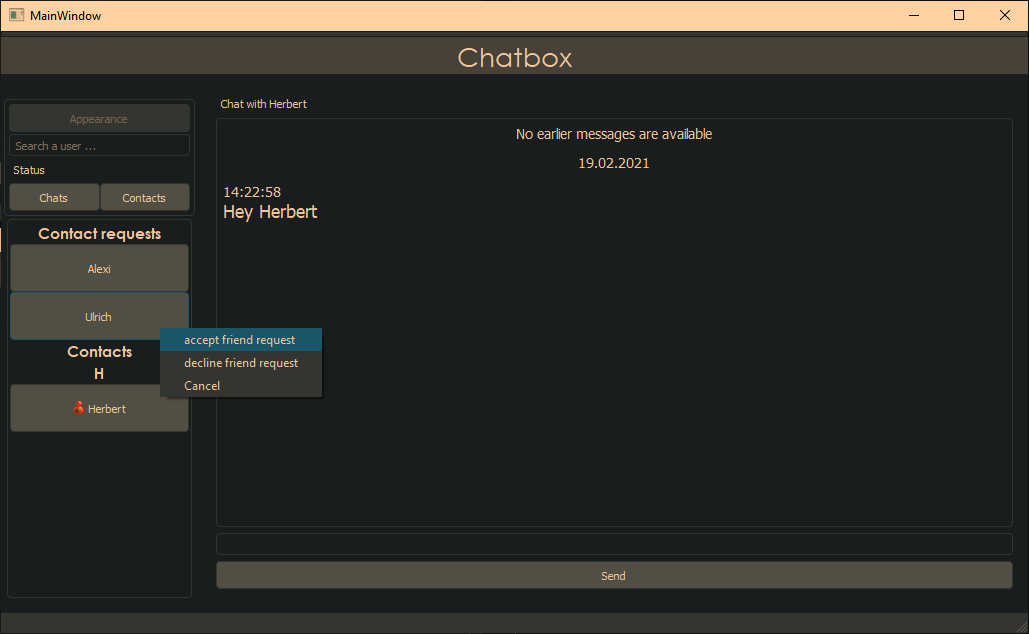 MainWindow
Chatbox
Appearance
Search a user ...
Status
Chats
Contacts
Contact requests
Alexi
Ulrich
Contacts
H
Herbert
accept friend request
decline friend request
Cancel
Chat with Herbert
No earlier messages are available
19.02.2021
14:22:58
Hey Herbert
Send